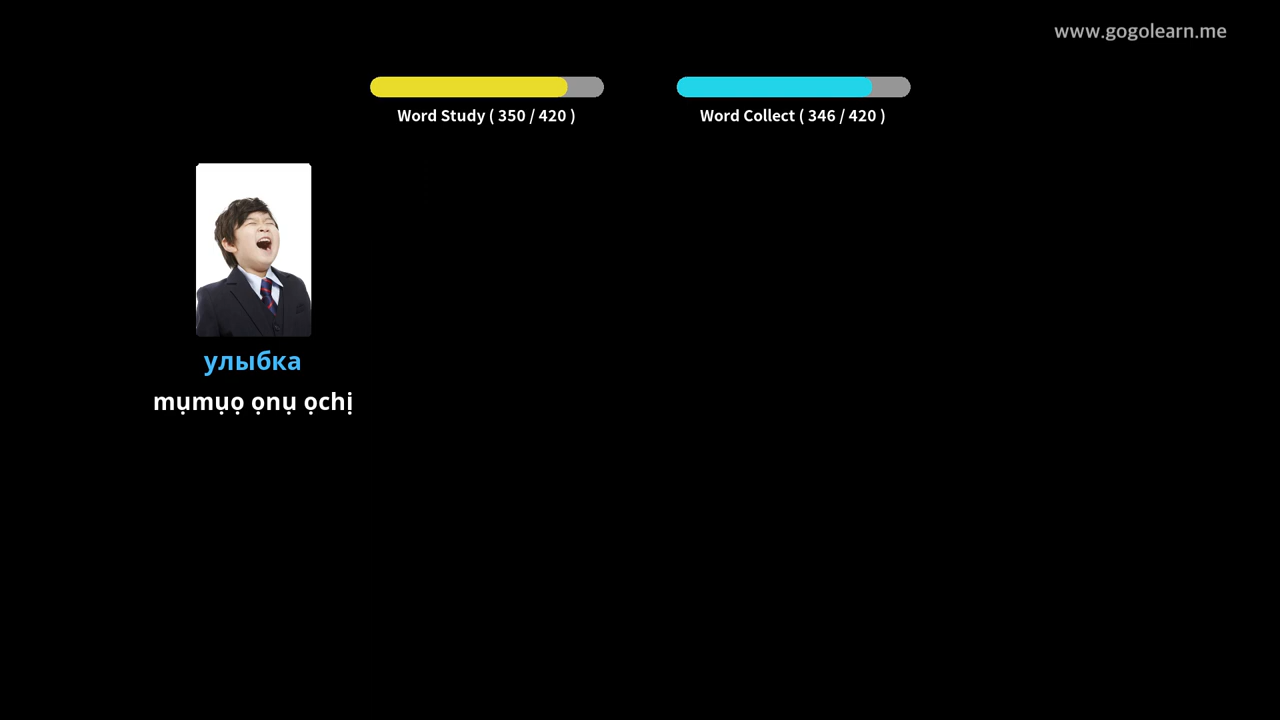 www.gogolearn.me
Word Study ( 350 / 420 )
Word Collect ( 346 / 420 )
улыбка
mụmụọ ọnụ ọchị